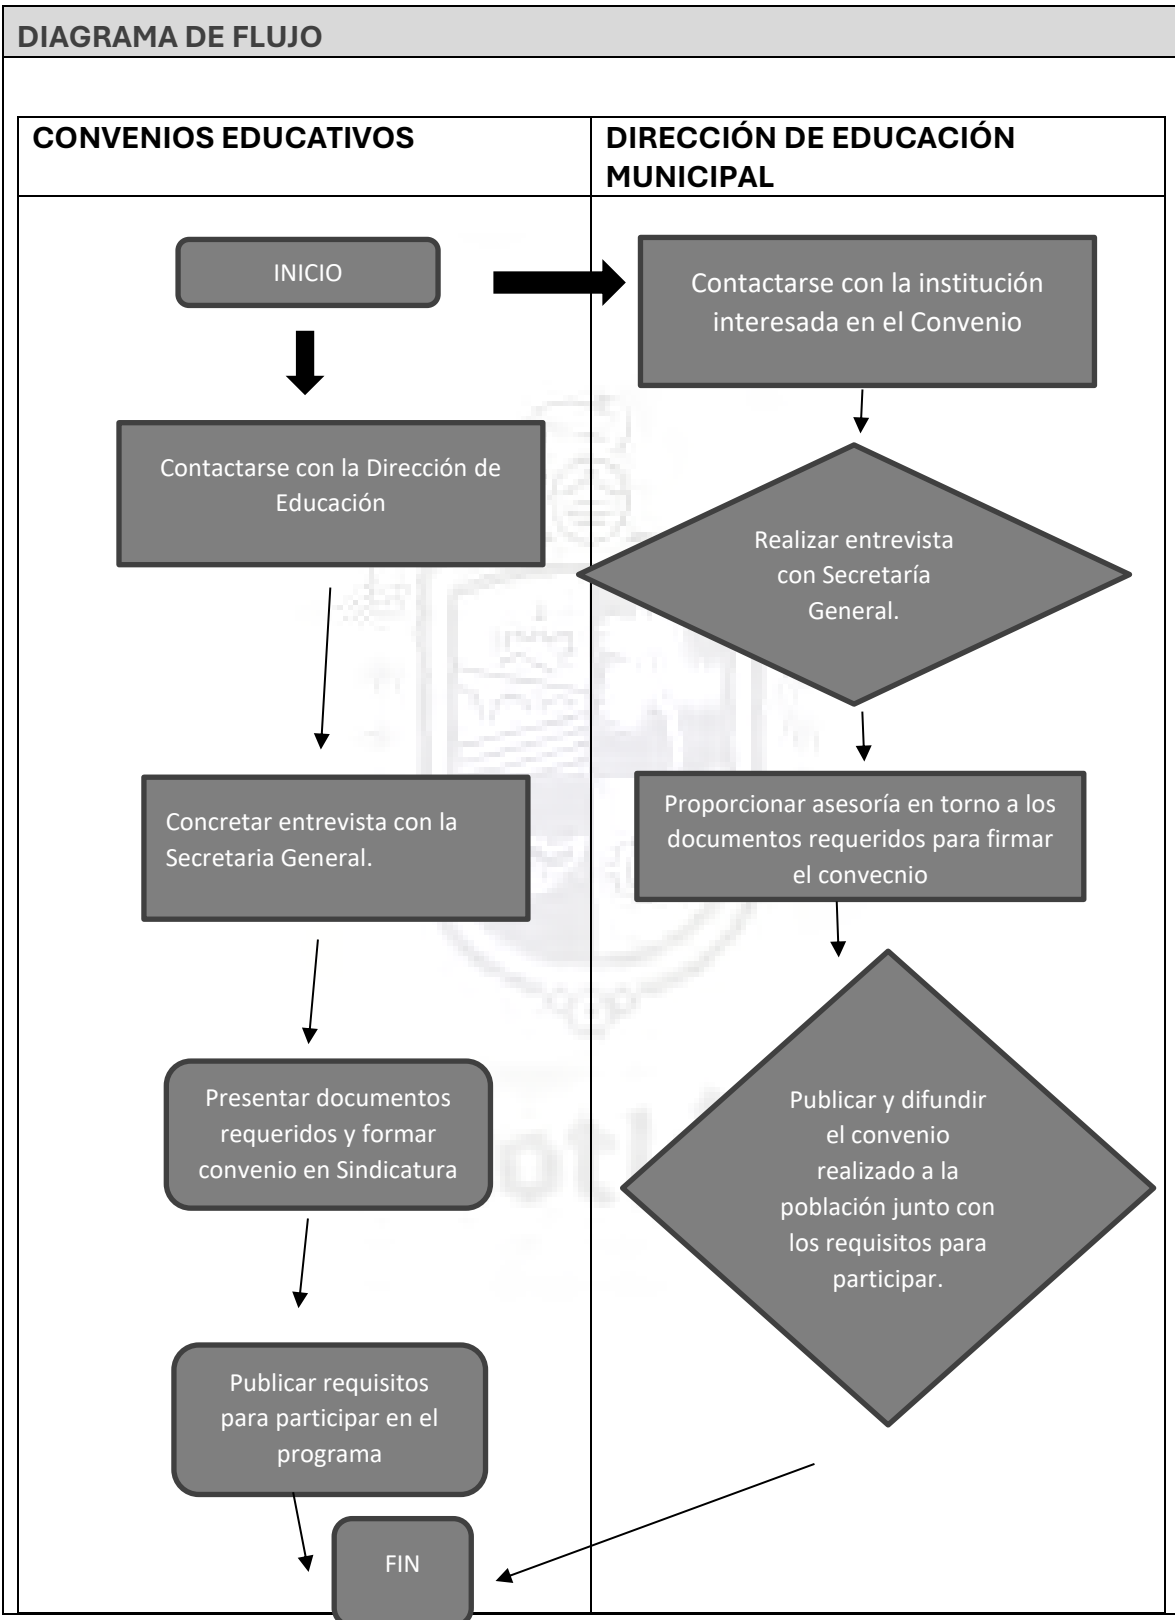 DIAGRAMA DE FLUJO
CONVENIOS EDUCATIVOS
DIRECCIÓN DE EDUCACIÓN
MUNICIPAL
INICIO
Contactarse con la Dirección de
Educación
Concretar entrevista con la
Secretaria General.
Presentar documentos
requeridos y formar
convenio en Sindicatura
Publicar requisitos
para participar en el
programa
FIN
Contactarse con la institución
interesada en el Convenio
Realizar entrevista
con Secretaría
General.
Proporcionar asesoría en torno a los
documentos requeridos para firmar
el convecnio
Publicar y difundir
el convenio
realizado a la
población junto con
los requisitos para
participar.